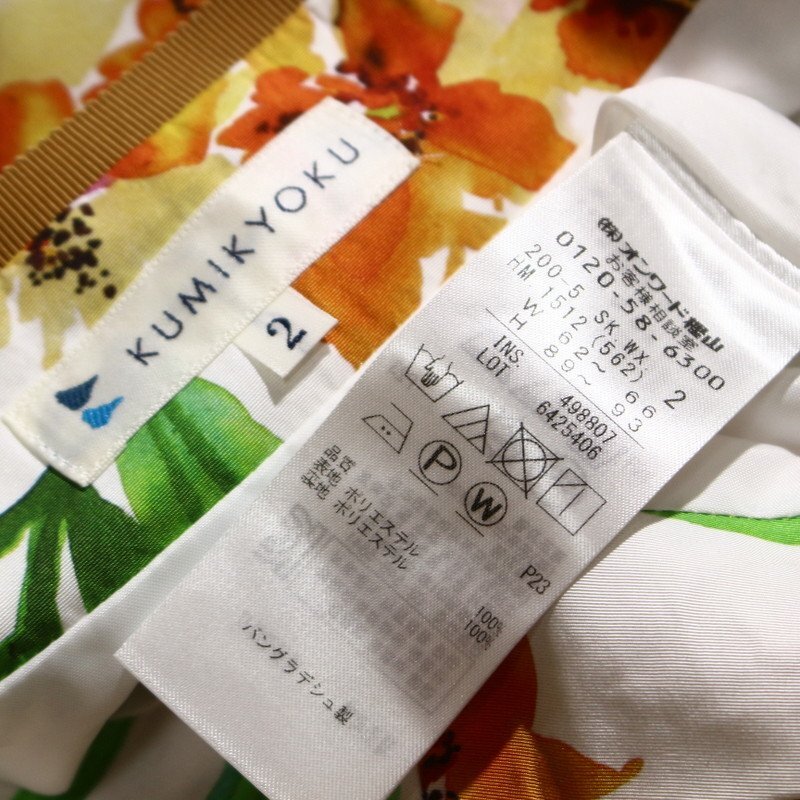 KUMIKYOKU
2
㈱オンワード樫山
お客様相談室
0120-58-6300
200-5 SK WX 2
HM 1512 (562)
W 62～ 66
H 89～ 93
INS 498807
LOT 6425406
P W
品質
表地 ポリエステル 100%
裏地 ポリエステル 100%
P23
バングラデシュ製